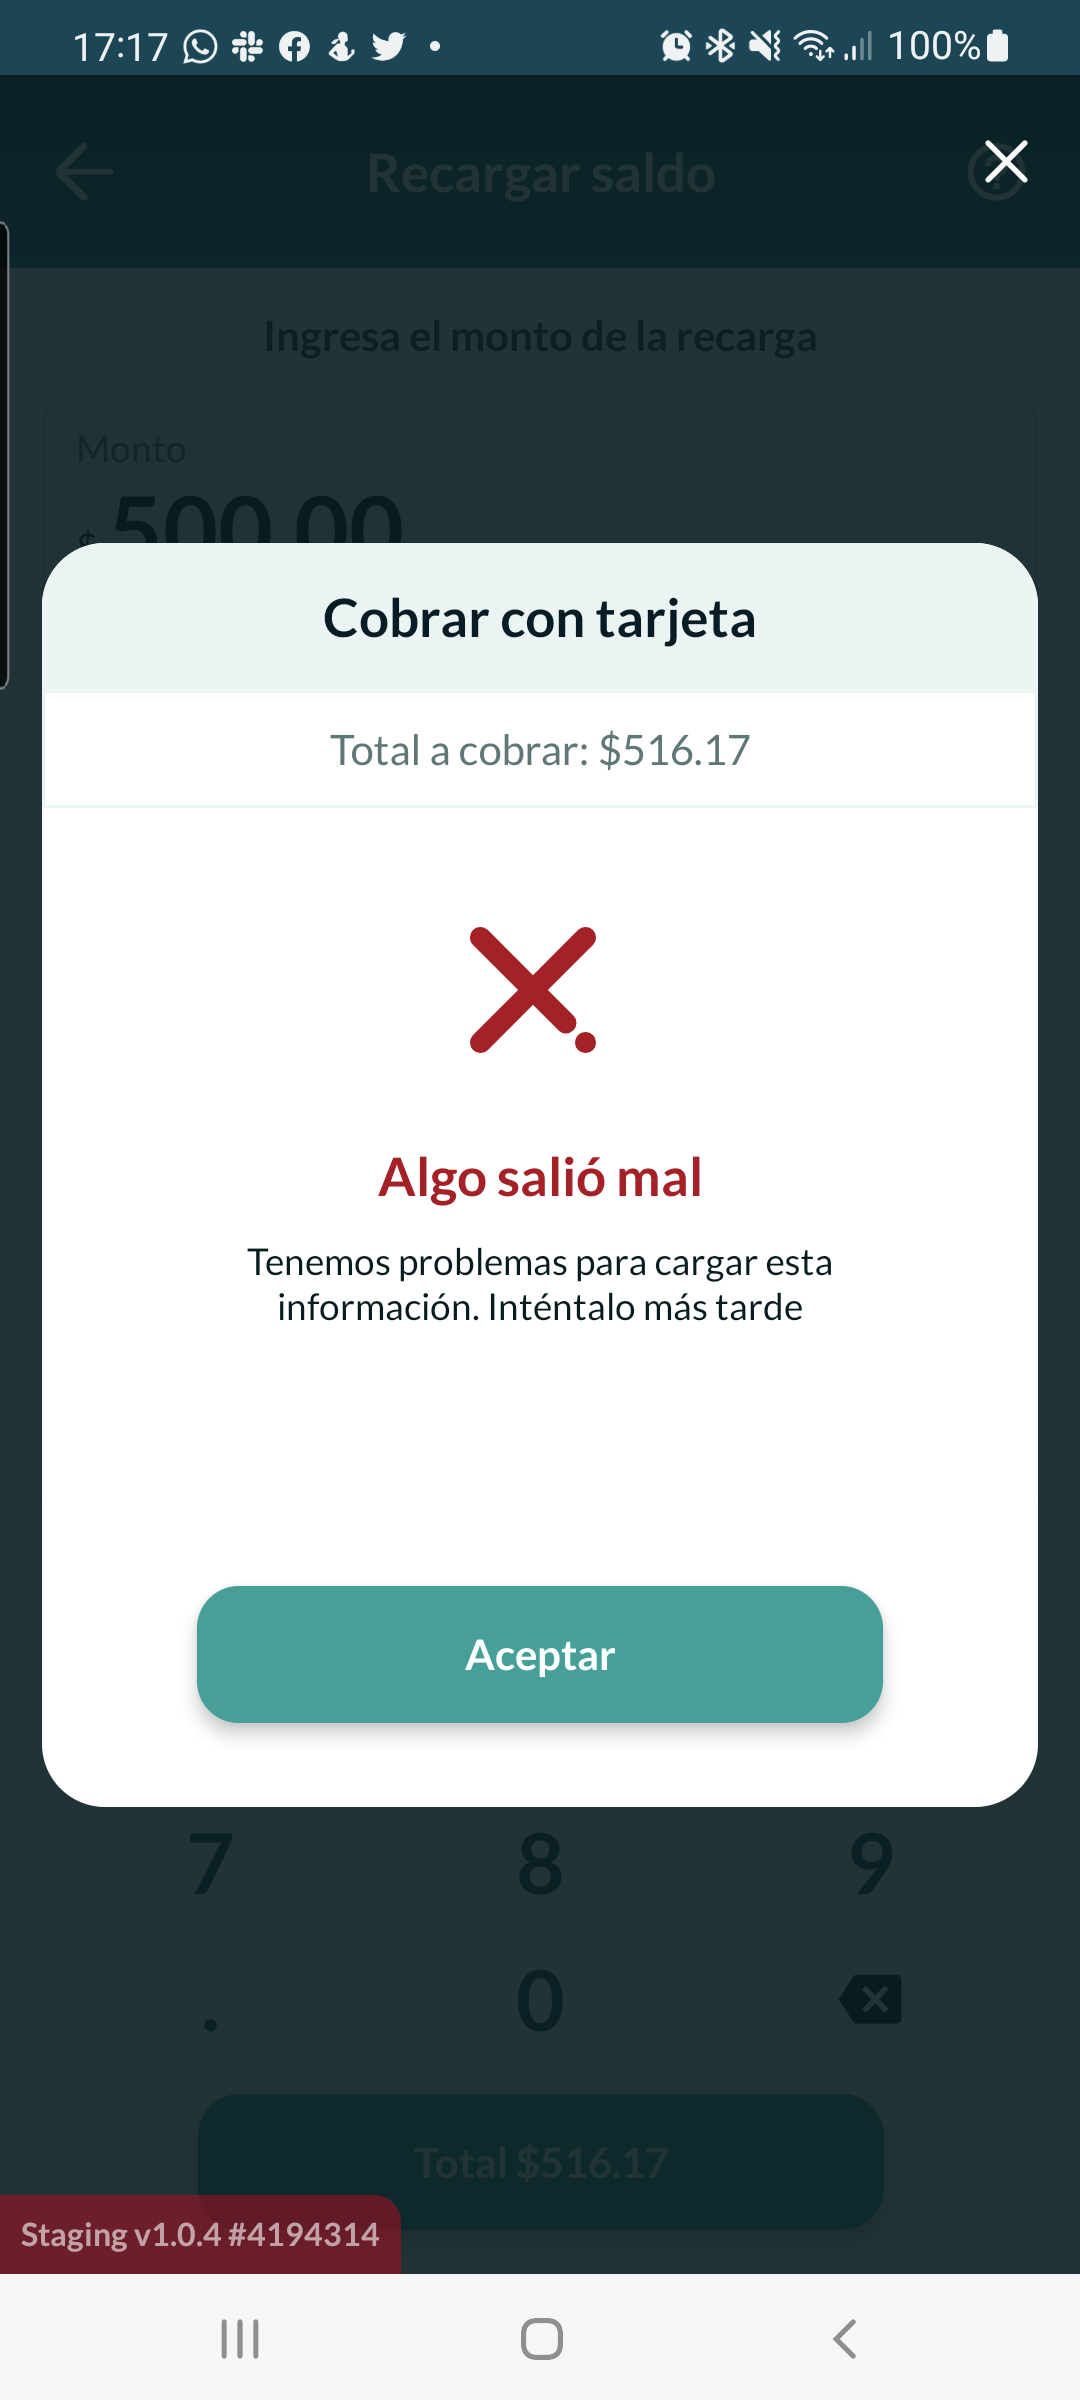 17:17 100%
Recargar saldo
Ingresa el monto de la recarga
Monto
$ 500.00
Cobrar con tarjeta
Total a cobrar: $516.17
Algo salió mal
Tenemos problemas para cargar esta
información. Inténtalo más tarde
Aceptar
7 8 9
. 0
Total $516.17
Staging v1.0.4 #4194314